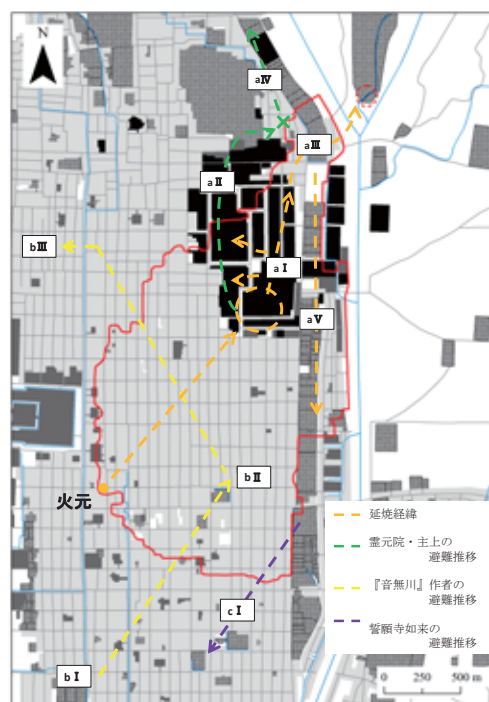 N
aⅣ
aⅢ
aⅡ
bⅢ
aⅠ
aⅤ
bⅡ
火元
cⅠ
bⅠ
延焼経緯
霊元院・主上の
避難推移
『音無川』作者の
避難推移
誓願寺如来の
避難推移
0 250 500 m